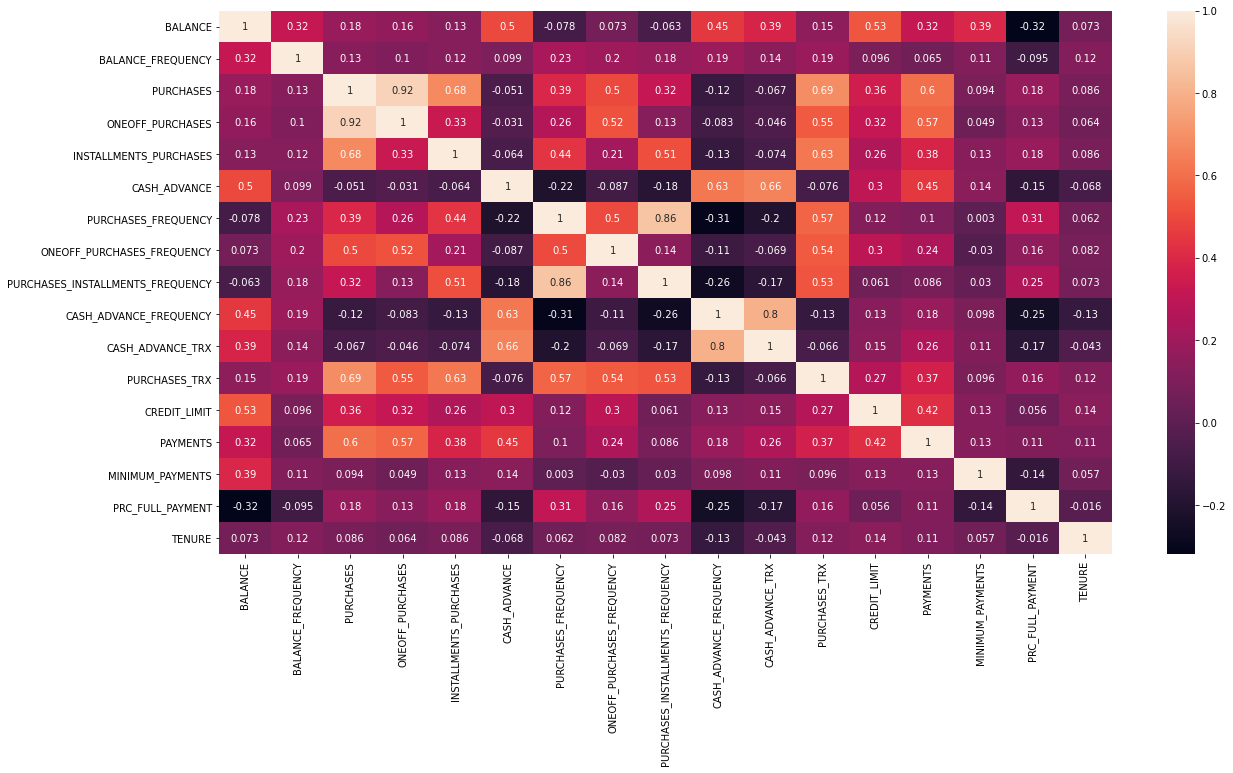 BALANCE 1 0.32 0.18 0.16 0.13 0.5 -0.078 0.073 -0.063 0.45 0.39 0.15 0.53 0.32 0.39 -0.32 0.073
BALANCE_FREQUENCY 0.32 1 0.13 0.1 0.12 0.099 0.23 0.2 0.18 0.19 0.14 0.19 0.096 0.065 0.11 -0.095 0.12
PURCHASES 0.18 0.13 1 0.92 0.68 -0.051 0.39 0.5 0.32 -0.12 -0.067 0.69 0.36 0.6 0.094 0.18 0.086
ONEOFF_PURCHASES 0.16 0.1 0.92 1 0.33 -0.031 0.26 0.52 0.13 -0.083 -0.046 0.55 0.32 0.57 0.049 0.13 0.064
INSTALLMENTS_PURCHASES 0.13 0.12 0.68 0.33 1 -0.064 0.44 0.21 0.51 -0.13 -0.074 0.63 0.26 0.38 0.13 0.18 0.086
CASH_ADVANCE 0.5 0.099 -0.051 -0.031 -0.064 1 -0.22 -0.087 -0.18 0.63 0.66 -0.076 0.3 0.45 0.14 -0.15 -0.068
PURCHASES_FREQUENCY -0.078 0.23 0.39 0.26 0.44 -0.22 1 0.5 0.86 -0.31 -0.2 0.57 0.12 0.1 0.003 0.31 0.062
ONEOFF_PURCHASES_FREQUENCY 0.073 0.2 0.5 0.52 0.21 -0.087 0.5 1 0.14 -0.11 -0.069 0.54 0.3 0.24 -0.03 0.16 0.082
PURCHASES_INSTALLMENTS_FREQUENCY -0.063 0.18 0.32 0.13 0.51 -0.18 0.86 0.14 1 -0.26 -0.17 0.53 0.061 0.086 0.03 0.25 0.073
CASH_ADVANCE_FREQUENCY 0.45 0.19 -0.12 -0.083 -0.13 0.63 -0.31 -0.11 -0.26 1 0.8 -0.13 0.13 0.18 0.098 -0.25 -0.13
CASH_ADVANCE_TRX 0.39 0.14 -0.067 -0.046 -0.074 0.66 -0.2 -0.069 -0.17 0.8 1 -0.066 0.15 0.26 0.11 -0.17 -0.043
PURCHASES_TRX 0.15 0.19 0.69 0.55 0.63 -0.076 0.57 0.54 0.53 -0.13 -0.066 1 0.27 0.37 0.096 0.16 0.12
CREDIT_LIMIT 0.53 0.096 0.36 0.32 0.26 0.3 0.12 0.3 0.061 0.13 0.15 0.27 1 0.42 0.13 0.056 0.14
PAYMENTS 0.32 0.065 0.6 0.57 0.38 0.45 0.1 0.24 0.086 0.18 0.26 0.37 0.42 1 0.13 0.11 0.11
MINIMUM_PAYMENTS 0.39 0.11 0.094 0.049 0.13 0.14 0.003 -0.03 0.03 0.098 0.11 0.096 0.13 0.13 1 -0.14 0.057
PRC_FULL_PAYMENT -0.32 -0.095 0.18 0.13 0.18 -0.15 0.31 0.16 0.25 -0.25 -0.17 0.16 0.056 0.11 -0.14 1 -0.016
TENURE 0.073 0.12 0.086 0.064 0.086 -0.068 0.062 0.082 0.073 -0.13 -0.043 0.12 0.14 0.11 0.057 -0.016 1
BALANCE
BALANCE_FREQUENCY
PURCHASES
ONEOFF_PURCHASES
INSTALLMENTS_PURCHASES
CASH_ADVANCE
PURCHASES_FREQUENCY
ONEOFF_PURCHASES_FREQUENCY
PURCHASES_INSTALLMENTS_FREQUENCY
CASH_ADVANCE_FREQUENCY
CASH_ADVANCE_TRX
PURCHASES_TRX
CREDIT_LIMIT
PAYMENTS
MINIMUM_PAYMENTS
PRC_FULL_PAYMENT
TENURE
1.0
0.8
0.6
0.4
0.2
0.0
−0.2